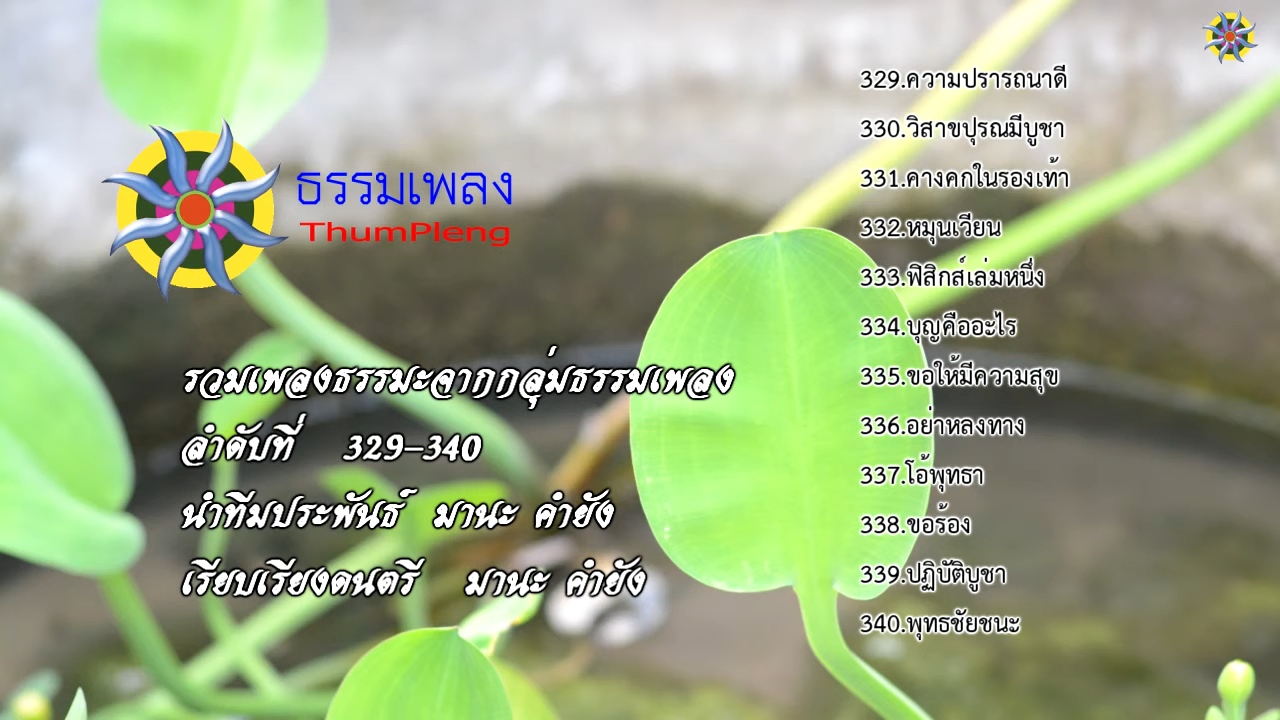 ธรรมเพลง
ThumPleng
รวมเพลงธรรมะจากกลุ่มธรรมเพลง
ลำดับที่ 329-340
นำทีมประพันธ์ มานะ คำยัง
เรียบเรียงดนตรี มานะ คำยัง
329.ความปรารถนาดี
330.วิสาขปุรณมีบูชา
331.คางคกในรองเท้า
332.หมุนเวียน
333.ฟิสิกส์เล่มหนึ่ง
334.บุญคืออะไร
335.ขอให้มีความสุข
336.อย่าหลงทาง
337.โอ้พุทธา
338.ขอร้อง
339.ปฏิบัติบูชา
340.พุทธชัยชนะ